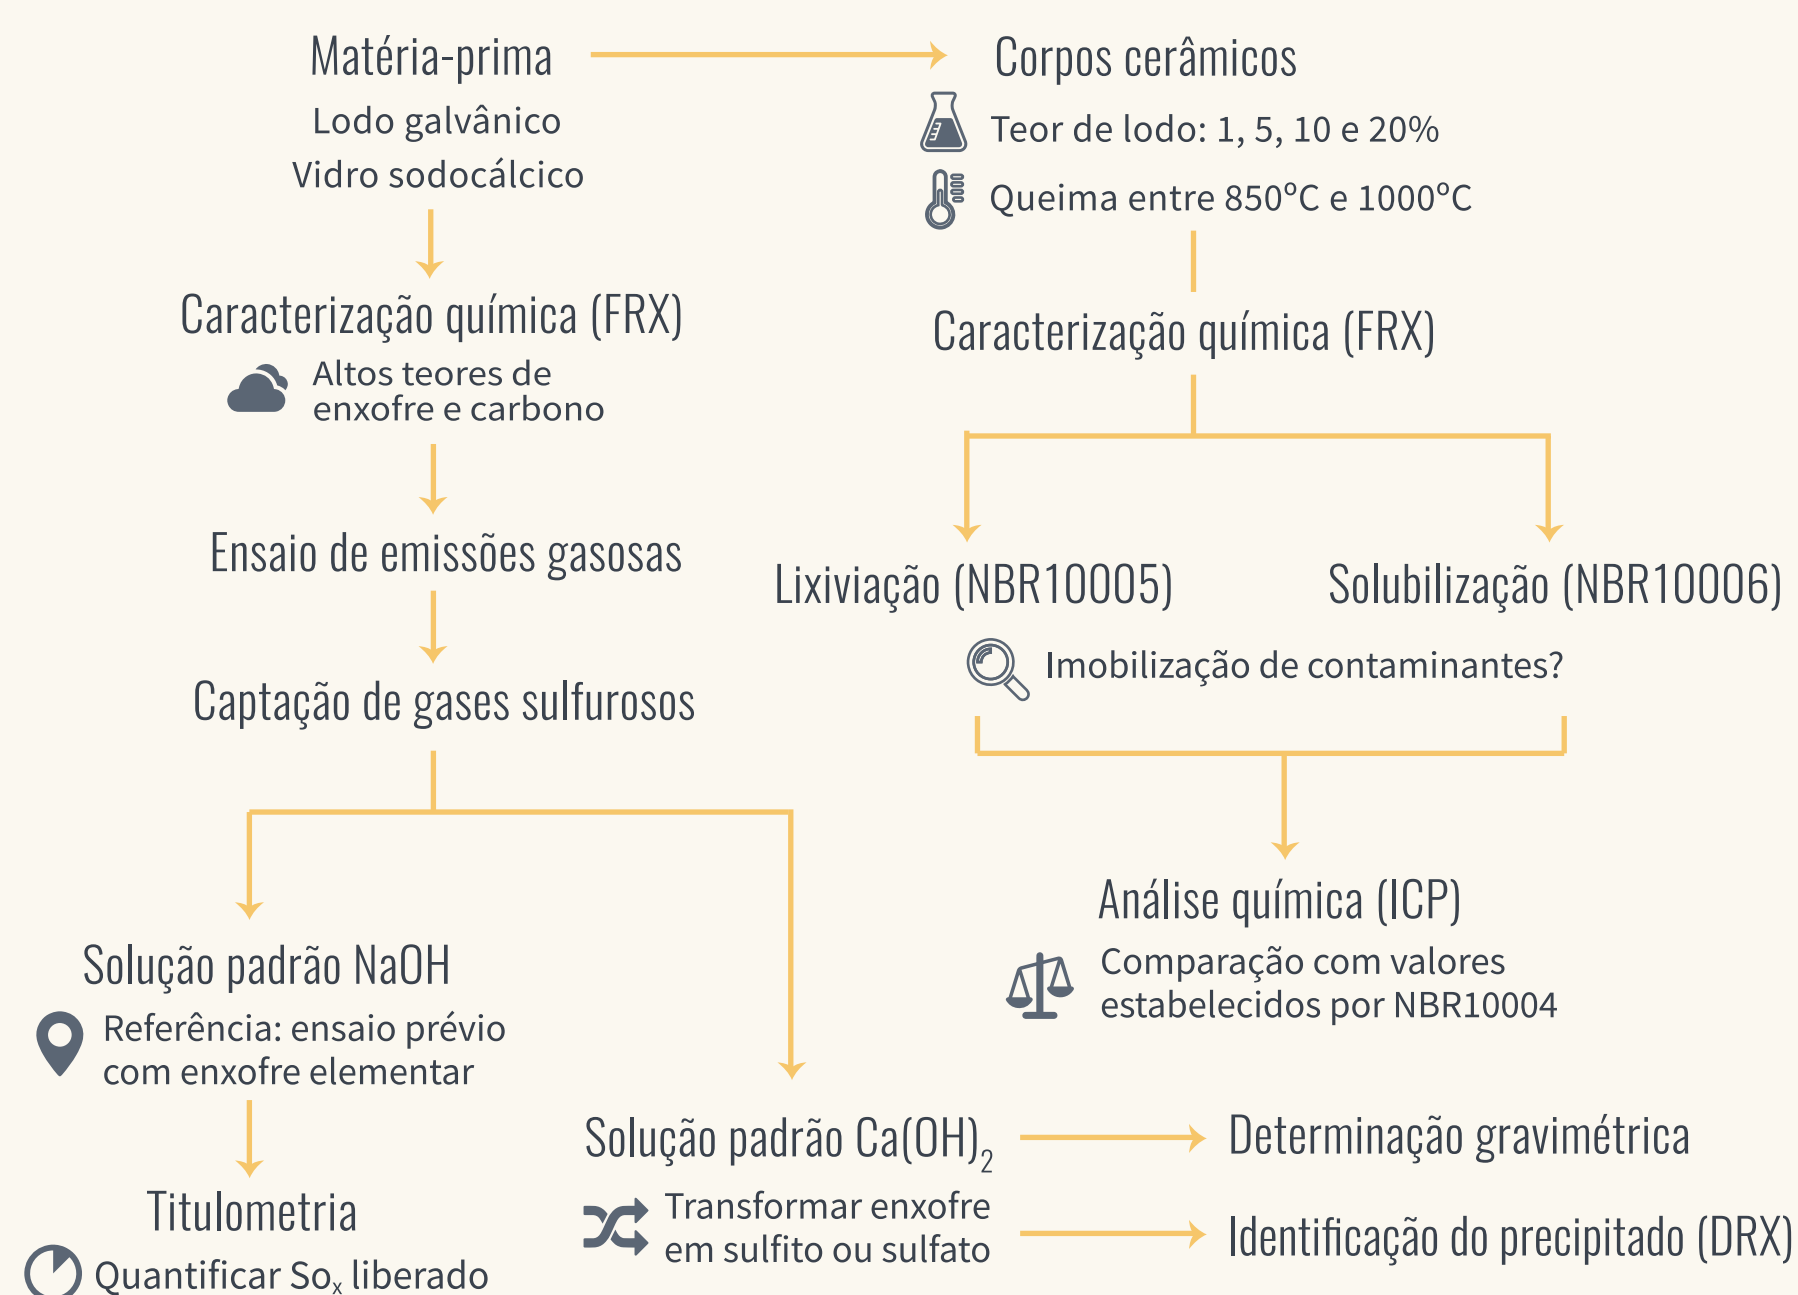 Matéria-prima
Lodo galvânico
Vidro sodocálcico
Caracterização química (FRX)
Altos teores de
enxofre e carbono
Ensaio de emissões gasosas
Captação de gases sulfurosos
Solução padrão NaOH
Referência: ensaio prévio
com enxofre elementar
Titulometria
Quantificar Soₓ liberado
Solução padrão Ca(OH)₂
Transformar enxofre
em sulfito ou sulfato
Determinação gravimétrica
Identificação do precipitado (DRX)
Corpos cerâmicos
Teor de lodo: 1, 5, 10 e 20%
Queima entre 850°C e 1000°C
Caracterização química (FRX)
Lixiviação (NBR10005)
Solubilização (NBR10006)
Imobilização de contaminantes?
Análise química (ICP)
Comparação com valores
estabelecidos por NBR10004